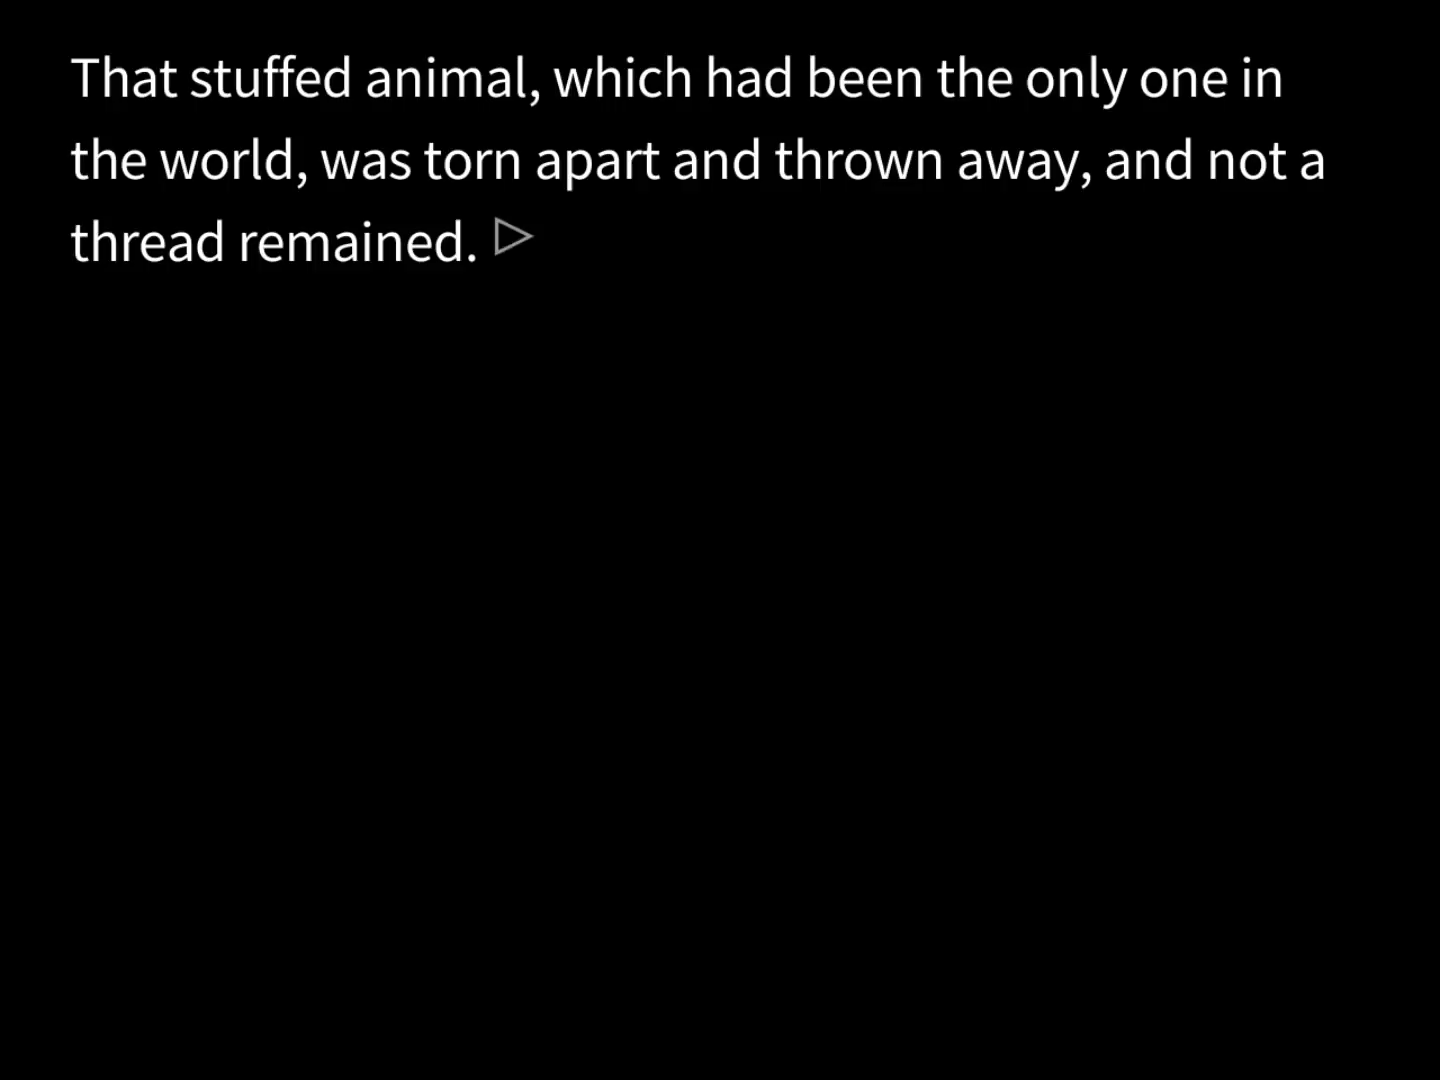 That stuffed animal, which had been the only one in
the world, was torn apart and thrown away, and not a
thread remained.